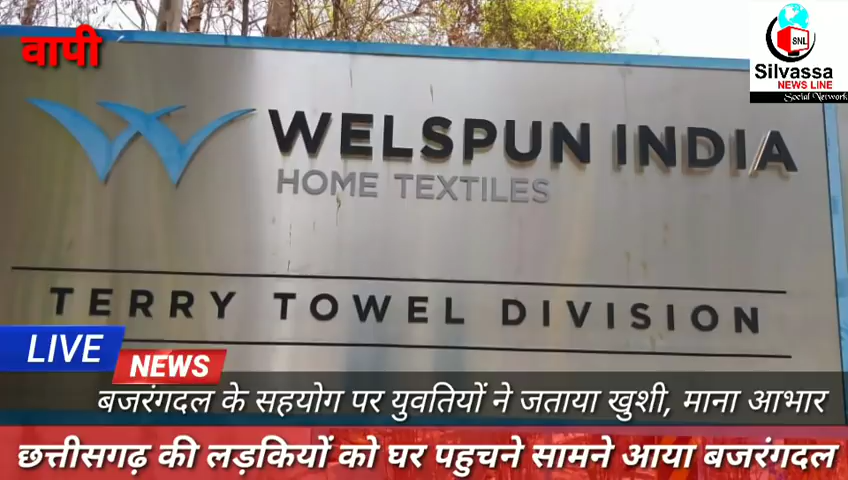 वापी
SNL
Silvassa
NEWS LINE
Social Network
WELSPUN INDIA
HOME TEXTILES
TERRY TOWEL DIVISION
LIVE
NEWS
बजरंगदल के सहयोग पर युवतियों ने जताया खुशी, माना आभार
छत्तीसगढ़ की लड़कियों को घर पहुचने सामने आया बजरंगदल